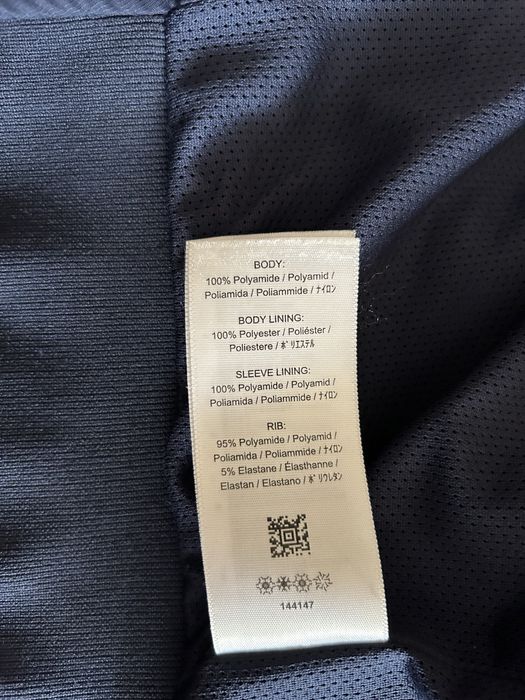 BODY:
100% Polyamide / Polyamid /
Poliamida / Poliammide / ﾅｲﾛﾝ
BODY LINING:
100% Polyester / Poliéster /
Poliestere / ﾎﾟﾘｴｽﾃﾙ
SLEEVE LINING:
100% Polyamide / Polyamid /
Poliamida / Poliammide / ﾅｲﾛﾝ
RIB:
95% Polyamide / Polyamid /
Poliamida / Poliammide / ﾅｲﾛﾝ
5% Elastane / Élasthanne /
Elastan / Elastano / ﾎﾟﾘｳﾚﾀﾝ
144147